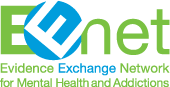 EEnet
Evidence Exchange Network
for Mental Health and Addictions